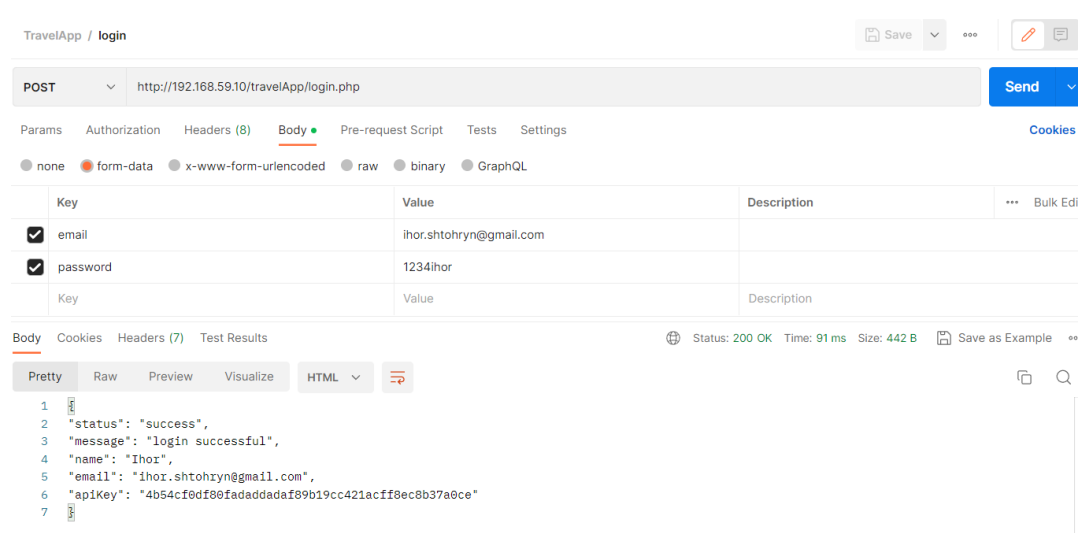 TravelApp / login
Save
POST http://192.168.59.10/travelApp/login.php Send
Params Authorization Headers (8) Body Pre-request Script Tests Settings Cookies
none form-data x-www-form-urlencoded raw binary GraphQL
Key Value Description Bulk Edi
email ihor.shtohryn@gmail.com
password 1234ihor
Key Value Description
Body Cookies Headers (7) Test Results Status: 200 OK Time: 91 ms Size: 442 B Save as Example
Pretty Raw Preview Visualize HTML
1 {
2 "status": "success",
3 "message": "login successful",
4 "name": "Ihor",
5 "email": "ihor.shtohryn@gmail.com",
6 "apiKey": "4b54cf0df80fadaddadaf89b19cc421acff8ec8b37a0ce"
7 }